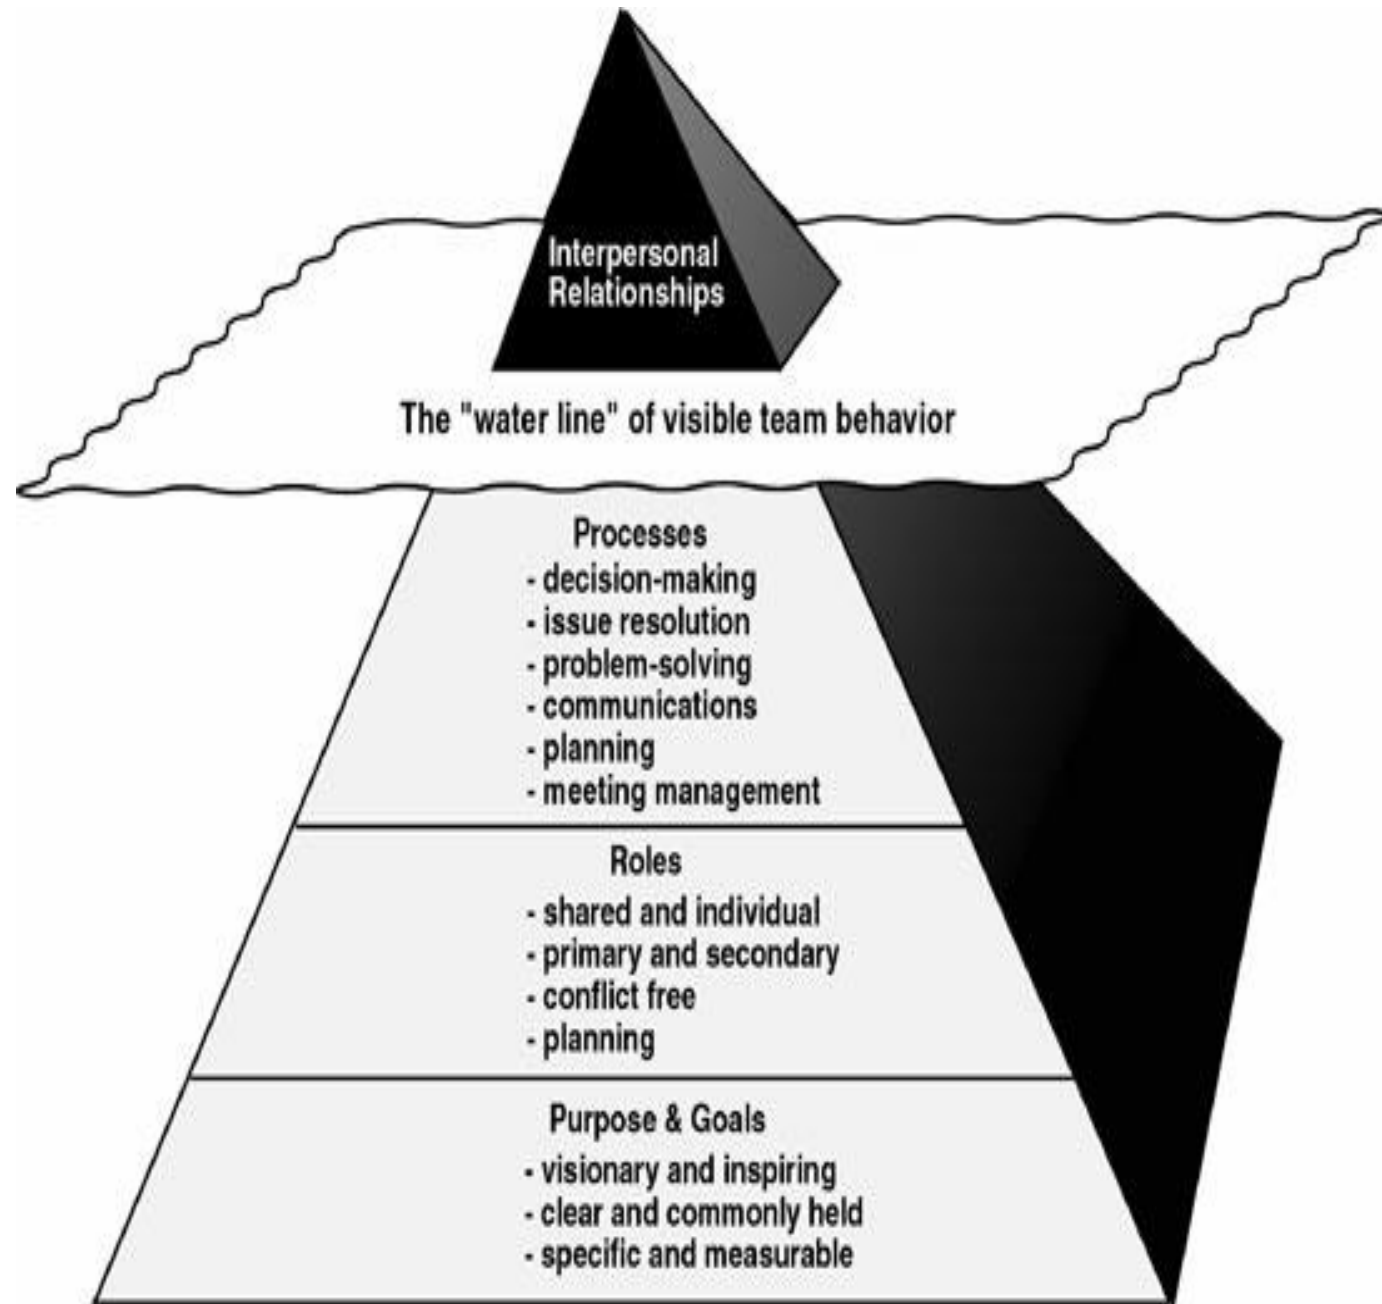 Interpersonal
Relationships
The "water line" of visible team behavior
Processes
- decision-making
- issue resolution
- problem-solving
- communications
- planning
- meeting management
Roles
- shared and individual
- primary and secondary
- conflict free
- planning
Purpose & Goals
- visionary and inspiring
- clear and commonly held
- specific and measurable